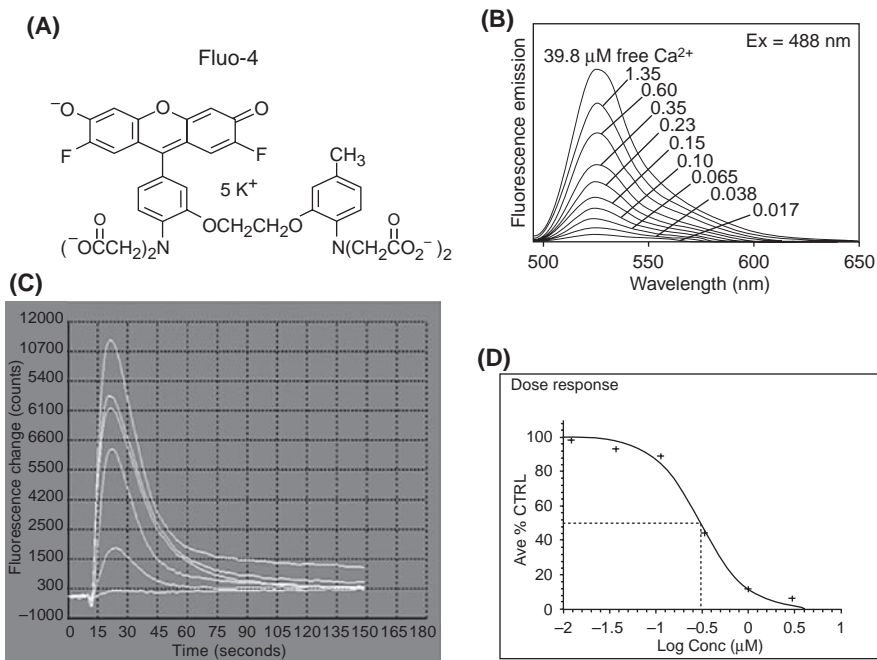 (A)
Fluo-4
⁻O
O
O
F
F
CH₃
5 K⁺
OCH₂CH₂O
(⁻OCCH₂)₂N
O
N(CH₂CO₂⁻)₂
(B)
Ex = 488 nm
39.8 μM free Ca²⁺
1.35
0.60
0.35
0.23
0.15
0.10
0.065
0.038
0.017
Fluorescence emission
500 550 600 650
Wavelength (nm)
(C)
Fluorescence change (counts)
12000
10700
5400
6100
6600
5500
4200
2500
1500
300
–1000
0 15 30 45 60 75 90 105 120 135 150 165 180
Time (seconds)
(D)
Dose response
Ave % CTRL
100
80
60
40
20
0
–2 –1.5 –1 –0.5 0 0.5 1
Log Conc (μM)